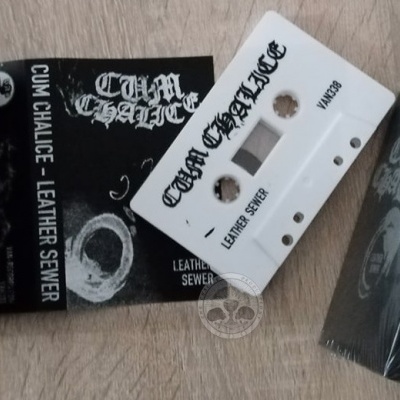 CUM CHALICE - LEATHER SEWER
CUM
CHALICE
LEATHER
SEWER
CUM CHALICE
LEATHER SEWER
VAN338